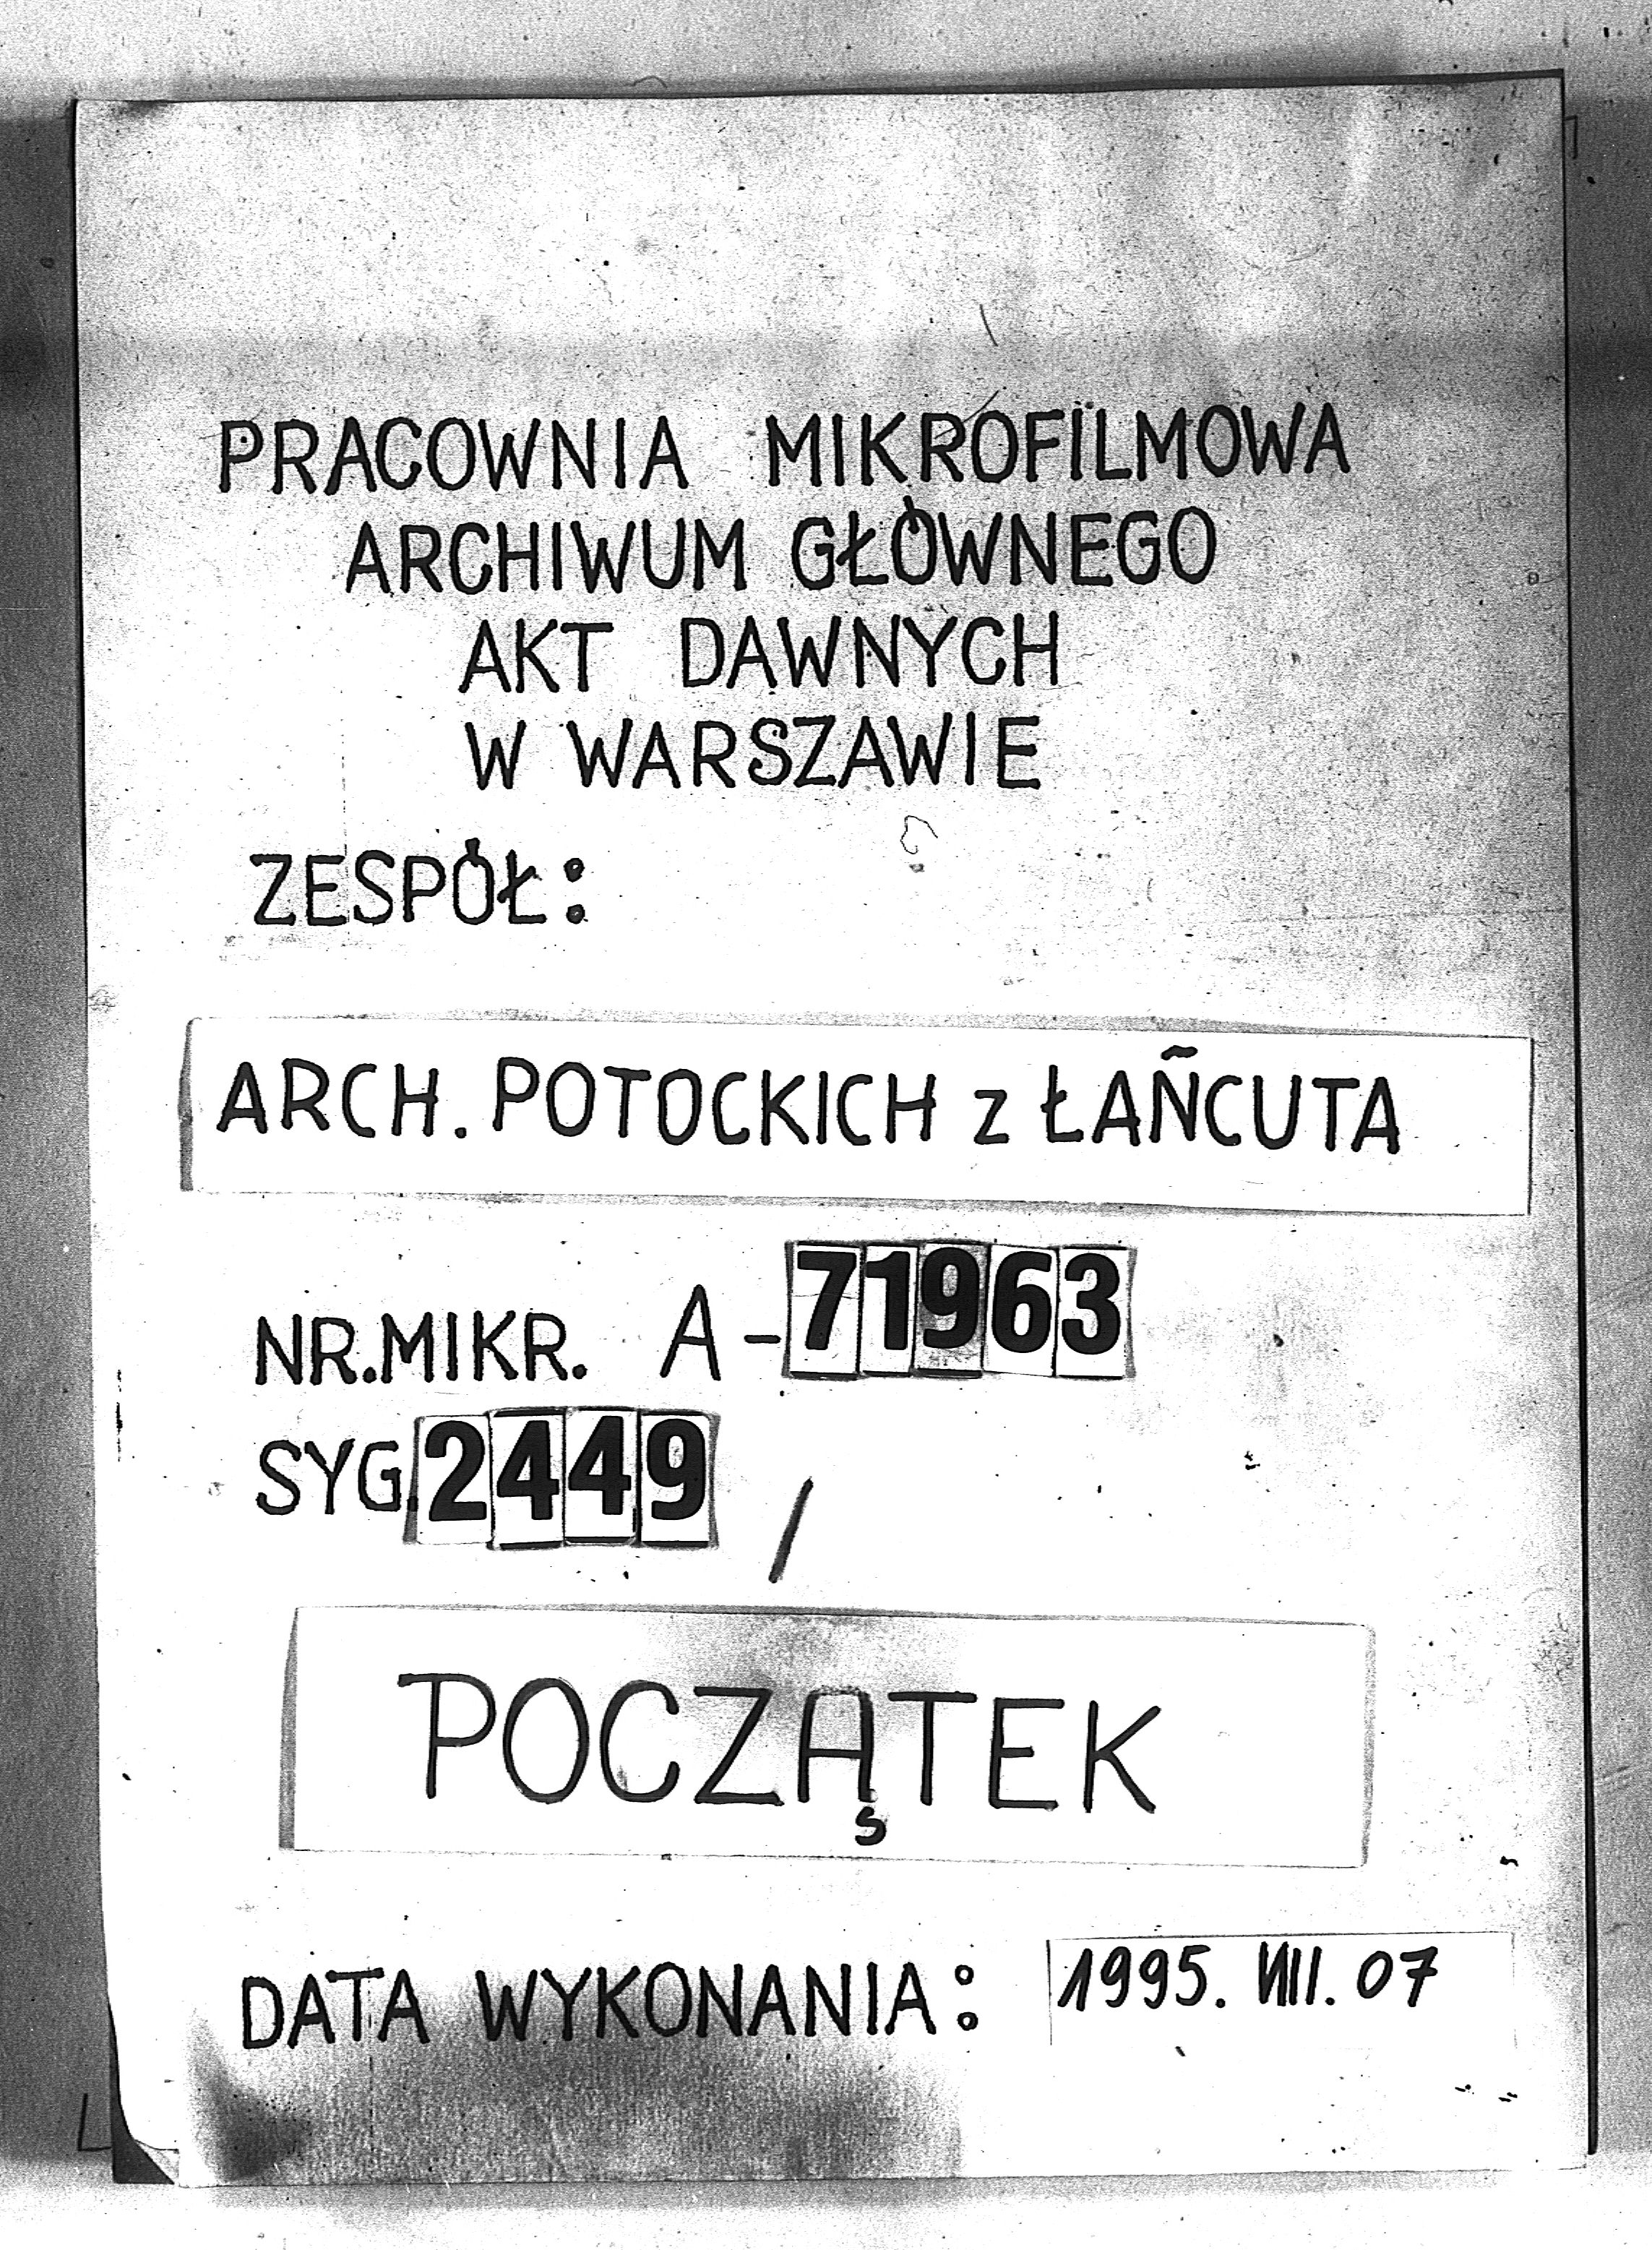 PRACOWNIA MIKROFILMOWA
ARCHIWUM GŁÓWNEGO
AKT DAWNYCH
W WARSZAWIE
ZESPÓŁ:
ARCH. POTOCKICH z ŁAŃCUTA
NR. MIKR. A-71963
SYG. 2449 /
POCZĄTEK
DATA WYKONANIA: 1995. VIII. 07